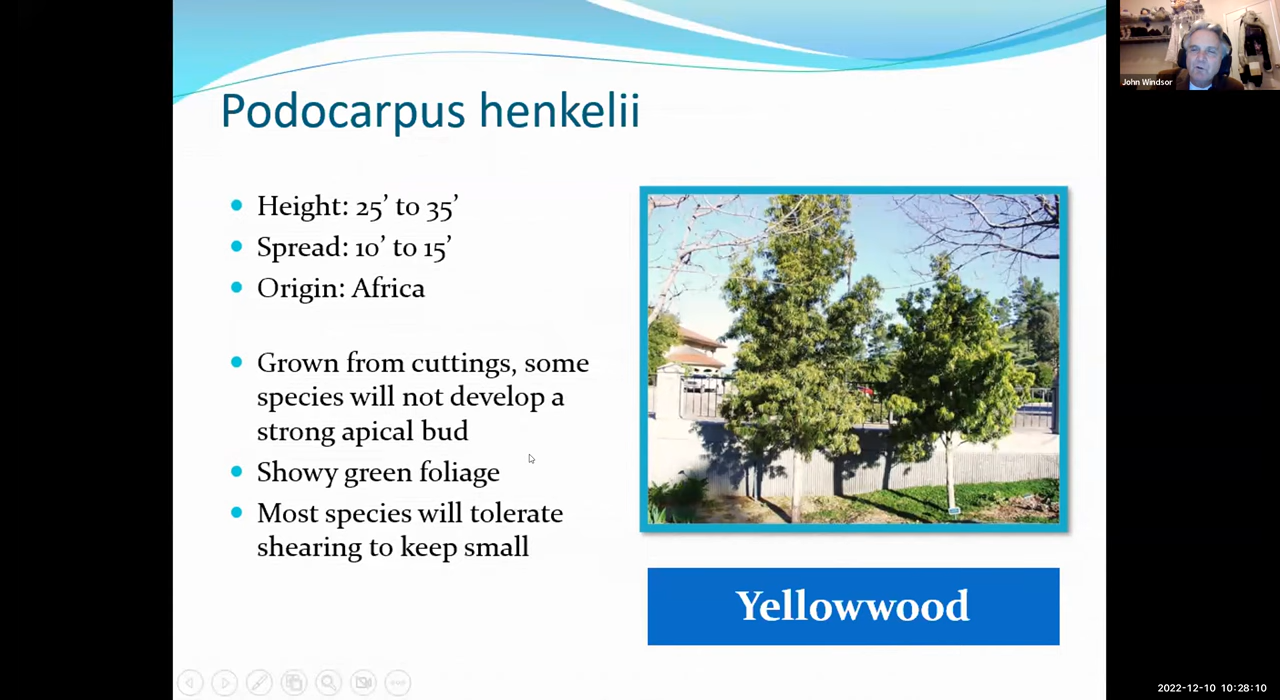 Podocarpus henkelii
Height: 25’ to 35’
Spread: 10’ to 15’
Origin: Africa
Grown from cuttings, some
species will not develop a
strong apical bud
Showy green foliage
Most species will tolerate
shearing to keep small
Yellowwood
John Windsor
2022-12-10 10:28:10